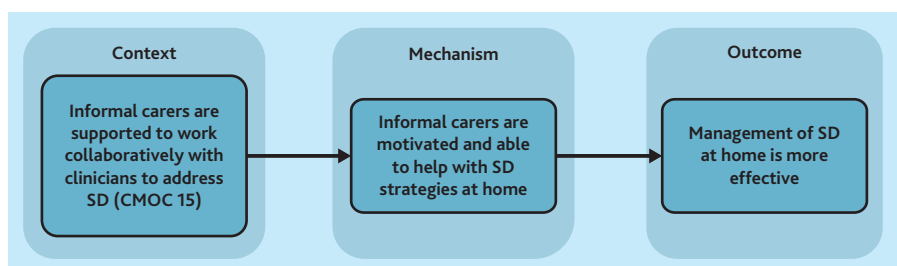 Context
Informal carers are
supported to work
collaboratively with
clinicians to address
SD (CMOC 15)
Mechanism
Informal carers are
motivated and able
to help with SD
strategies at home
Outcome
Management of SD
at home is more
effective